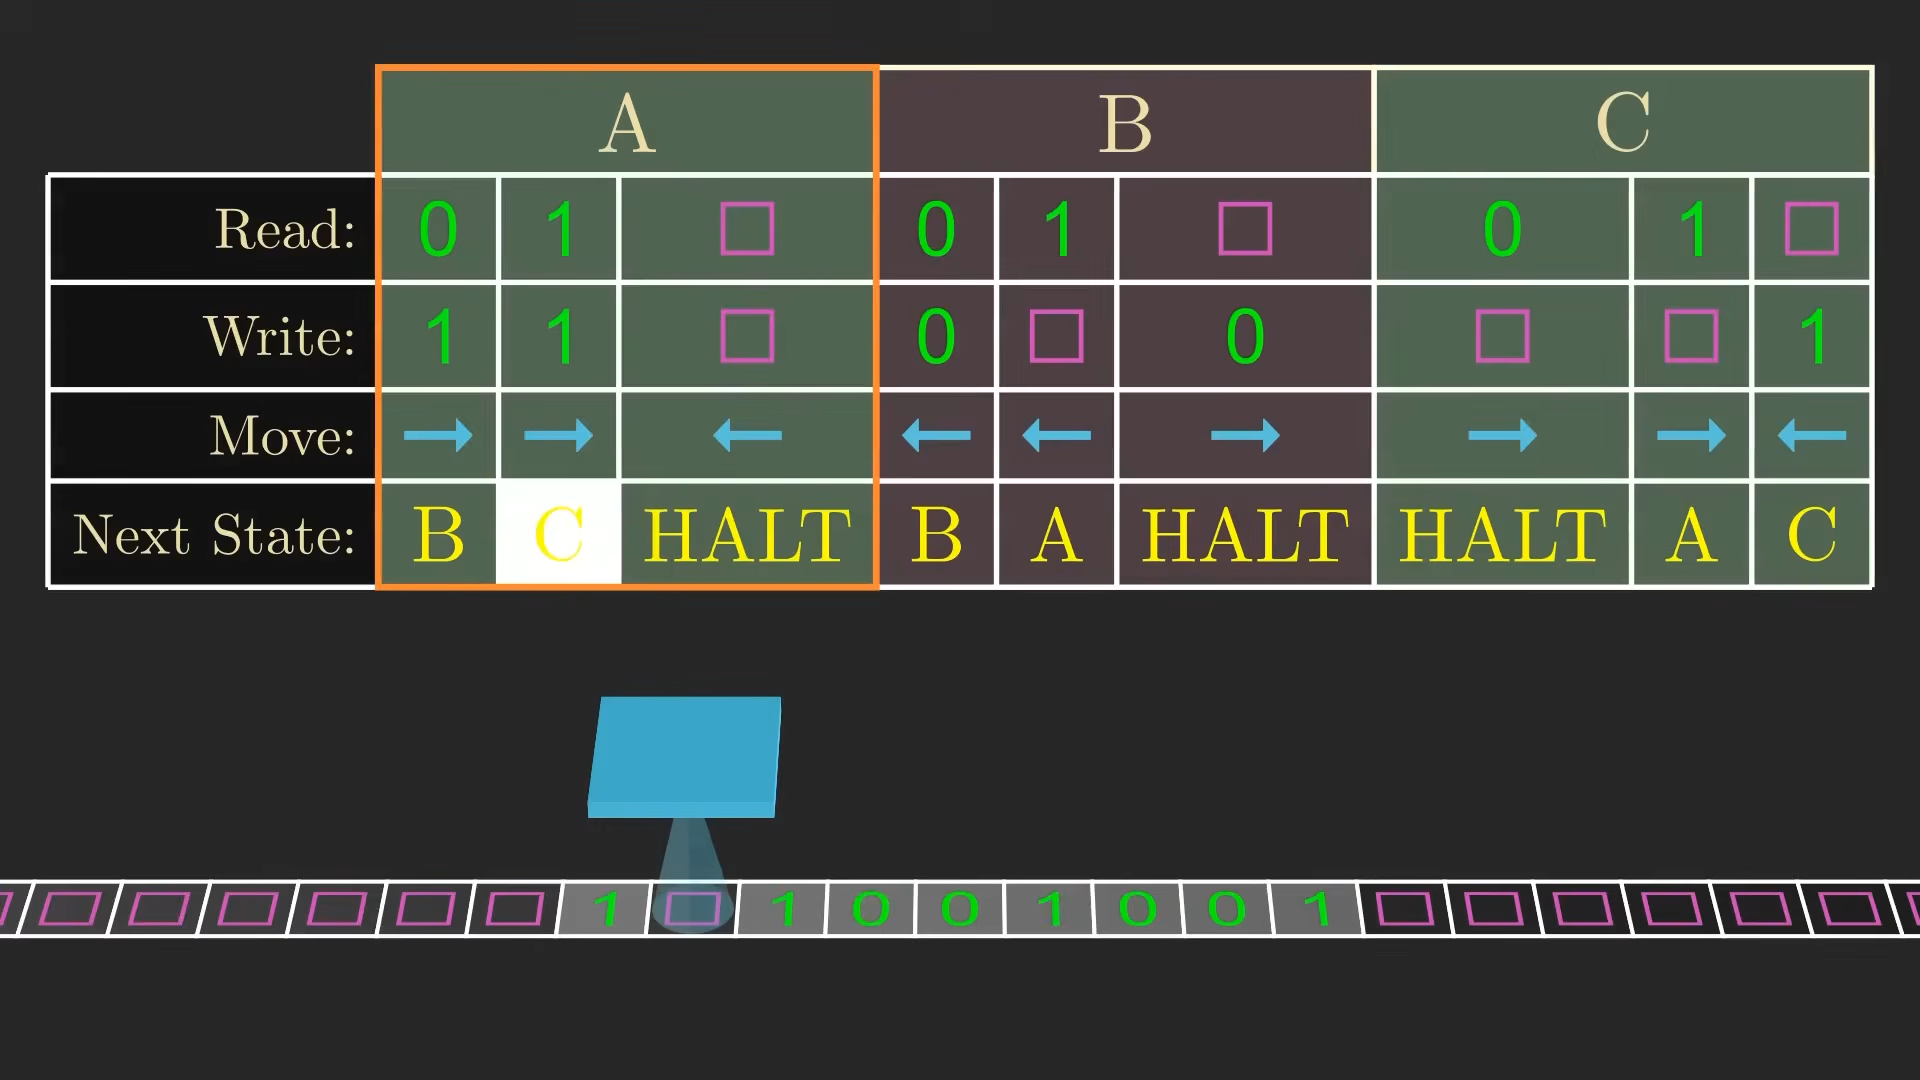 A B C
Read: 0 1 □ 0 1 □ 0 1 □
Write: 1 1 □ 0 □ 0 □ □ 1
Move: → → ← ← ← → → → ←
Next State: B C HALT B A HALT HALT A C
□ □ □ □ □ □ 1 □ 1 0 0 1 0 0 1 □ □ □ □ □ □